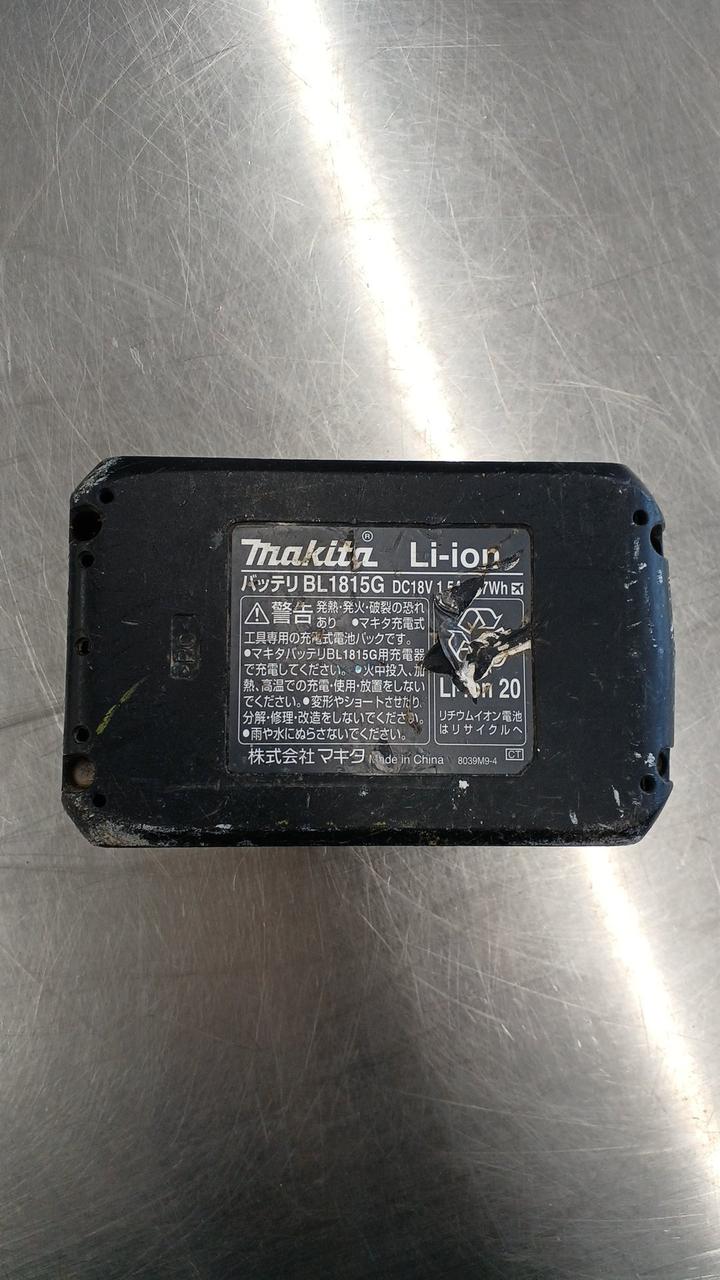 makita® Li-ion
バッテリ BL1815G DC18V 7Wh
警告 発熱・発火・破裂の恐れ
あり ●マキタ充電式
工具専用の充電式電池パックです。
●マキタバッテリBL1815G用充電器
で充電してください。●火中投入、加
熱、高温での充電・使用・放置をしない
でください。●変形やショートさせたり、
分解・修理・改造をしないでください。
●雨や水にぬらさないでください。
Li-ion 20
リチウムイオン電池
はリサイクルへ
株式会社マキタ Made in China 8039M9-4 CT